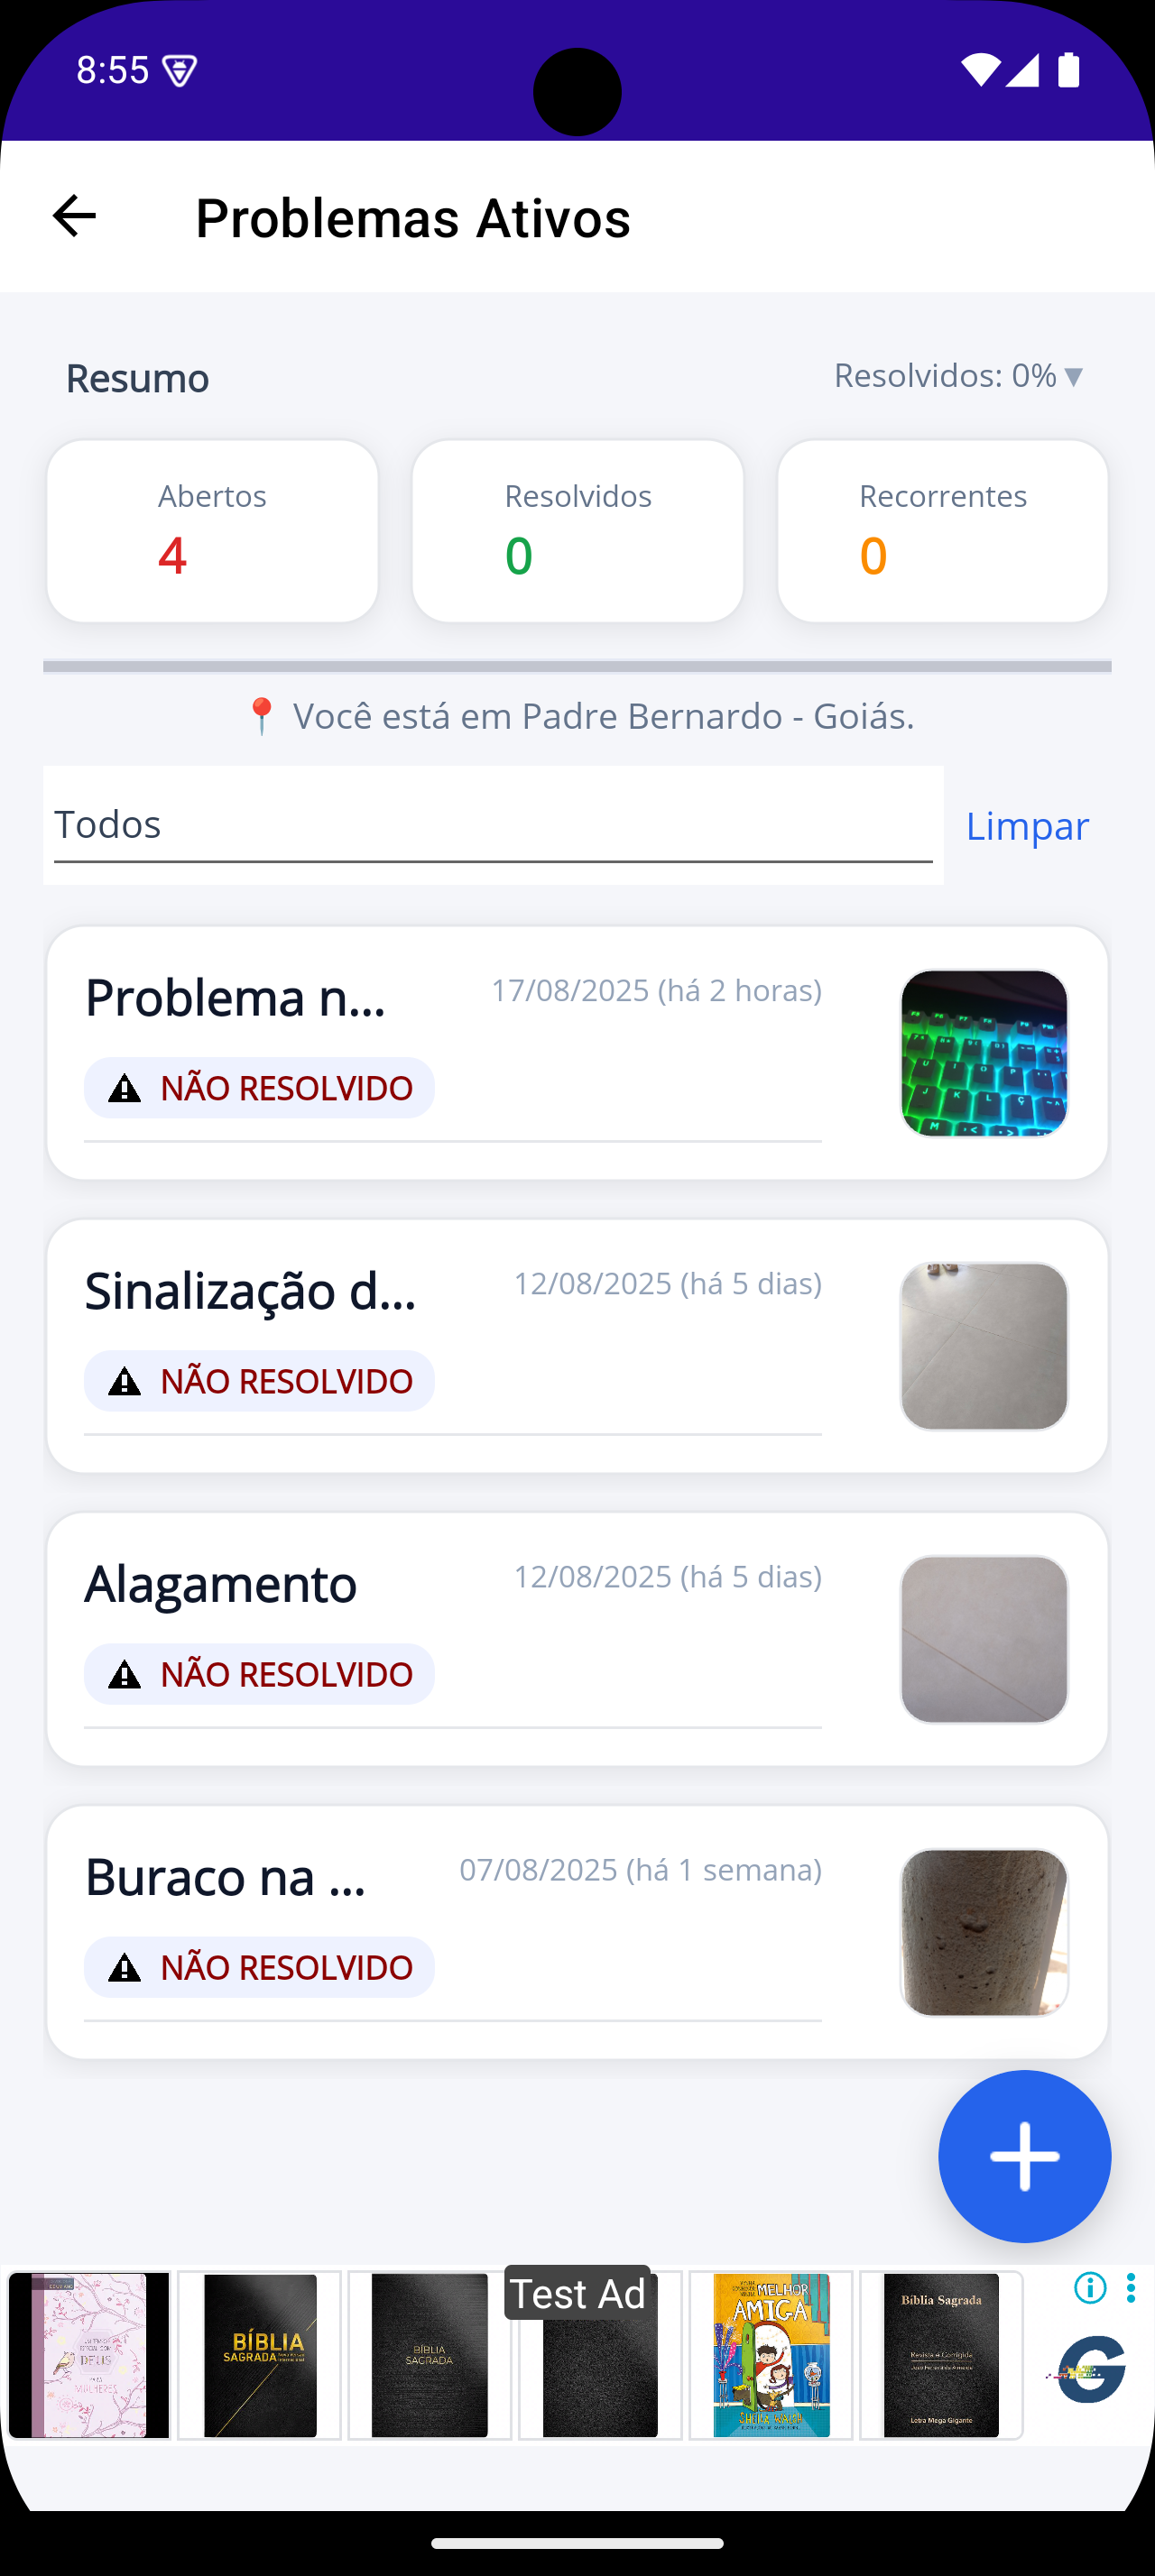 8:55
Problemas Ativos
Resumo
Resolvidos: 0% ▼
Abertos
4
Resolvidos
0
Recorrentes
0
📍 Você está em Padre Bernardo - Goiás.
Todos
Limpar
Problema n...
17/08/2025 (há 2 horas)
NÃO RESOLVIDO
Sinalização d...
12/08/2025 (há 5 dias)
NÃO RESOLVIDO
Alagamento
12/08/2025 (há 5 dias)
NÃO RESOLVIDO
Buraco na ...
07/08/2025 (há 1 semana)
NÃO RESOLVIDO
Test Ad
DEUS
BÍBLIA
SAGRADA
BÍBLIA
SAGRADA
MELHOR
AMIGA
SHEILA WALSH
Bíblia Sagrada
Revista e Corrigida
Letra Mega Gigante
G